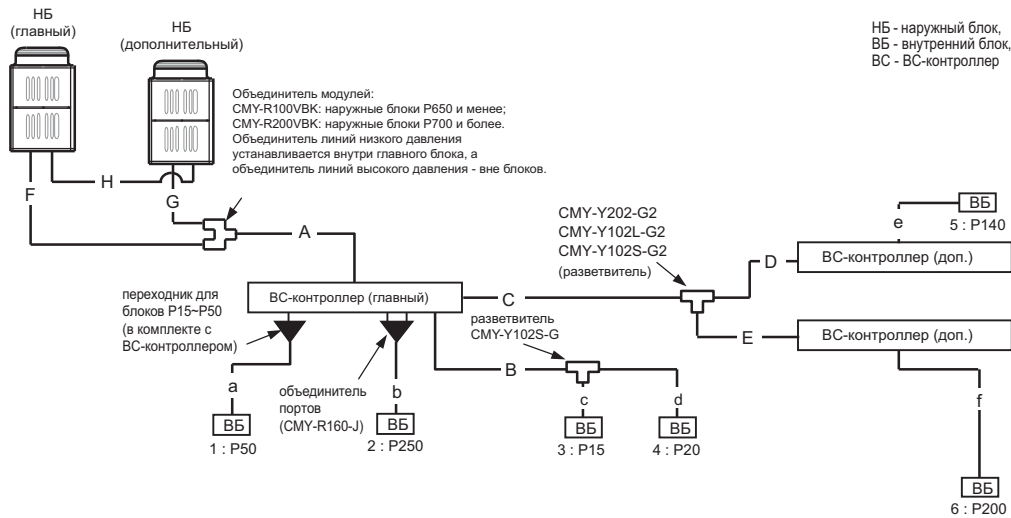 НБ
(главный)
НБ
(дополнительный)
НБ - наружный блок,
ВБ - внутренний блок,
ВС - ВС-контроллер
Объединитель модулей:
CMY-R100VBK: наружные блоки P650 и менее;
CMY-R200VBK: наружные блоки P700 и более.
Объединитель линий низкого давления
устанавливается внутри главного блока, а
объединитель линий высокого давления - вне блоков.
F
H
G
A
CMY-Y202-G2
CMY-Y102L-G2
CMY-Y102S-G2
(разветвитель)
e
ВБ
5 : P140
D
ВС-контроллер (доп.)
переходник для
блоков P15~P50
(в комплекте с
ВС-контроллером)
ВС-контроллер (главный)
C
разветвитель
CMY-Y102S-G
E
ВС-контроллер (доп.)
B
a
объединитель
портов
(CMY-R160-J)
b
c
d
f
ВБ
1 : P50
ВБ
2 : P250
ВБ
3 : P15
ВБ
4 : P20
ВБ
6 : P200